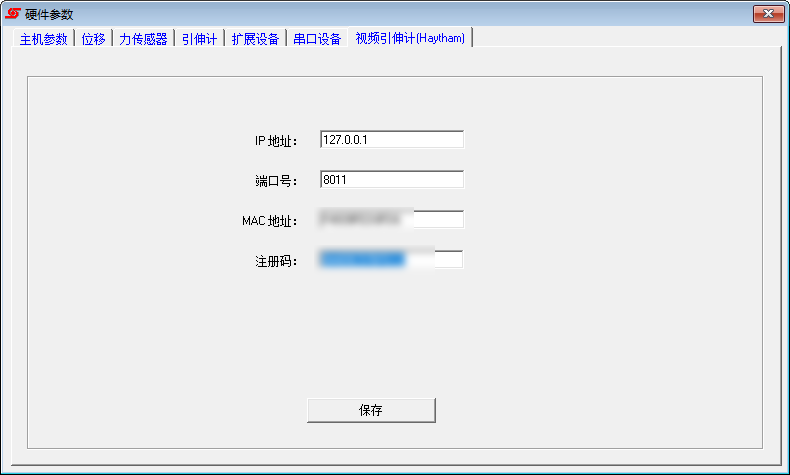 硬件参数
主机参数 位移 力传感器 引伸计 扩展设备 串口设备 视频引伸计(Haytham)
IP 地址： 127.0.0.1
端口号： 8011
MAC 地址：
注册码：
保存